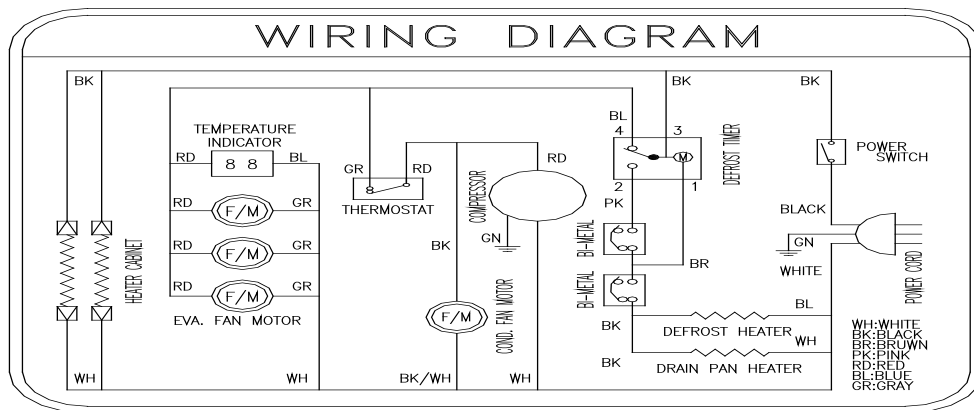 WIRING DIAGRAM
BK
BK
BK
TEMPERATURE
INDICATOR
RD
8 8
BL
RD
F/M
GR
RD
F/M
GR
RD
F/M
GR
EVA. FAN MOTOR
HEATER CABINET
WH
WH
GR
RD
THERMOSTAT
BK
F/M
COND. FAN MOTOR
BK/WH
COMPRESSOR
RD
GN
WH
BL
4
3
M
2
1
DEFROST TIMER
PK
BI-METAL
BR
BI-METAL
BK
BK
DEFROST HEATER
BL
DRAIN PAN HEATER
WH
POWER
SWITCH
BLACK
GN
WHITE
POWER CORD
WH:WHITE
BK:BLACK
BR:BRUWN
PK:PINK
RD:RED
BL:BLUE
GR:GRAY